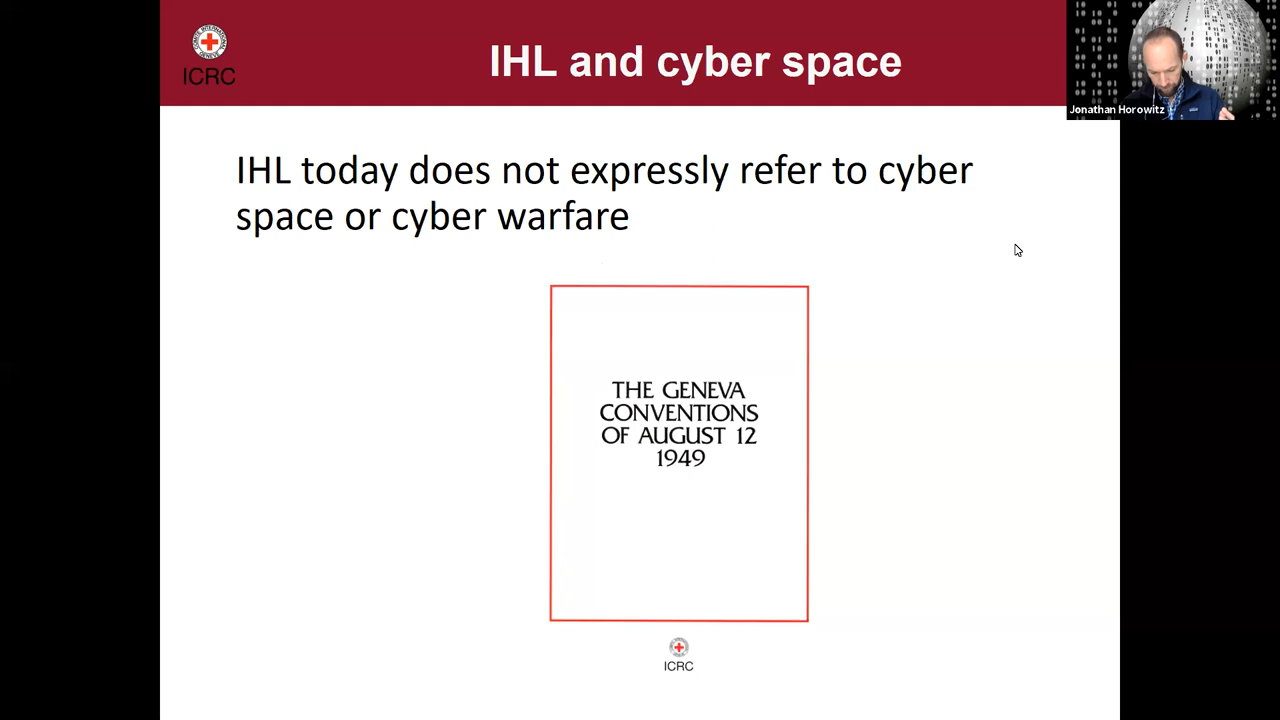 ICRC
IHL and cyber space
Jonathan Horowitz
IHL today does not expressly refer to cyber
space or cyber warfare
THE GENEVA
CONVENTIONS
OF AUGUST 12
1949
ICRC